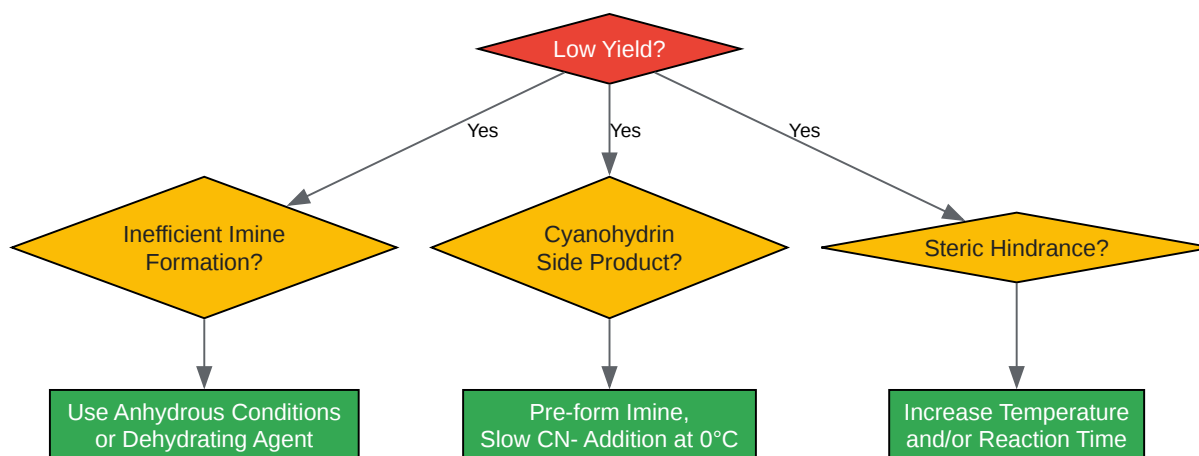 Low Yield?
Yes
Yes
Yes
Inefficient Imine
Formation?
Cyanohydrin
Side Product?
Steric Hindrance?
Use Anhydrous Conditions
or Dehydrating Agent
Pre-form Imine,
Slow CN- Addition at 0°C
Increase Temperature
and/or Reaction Time